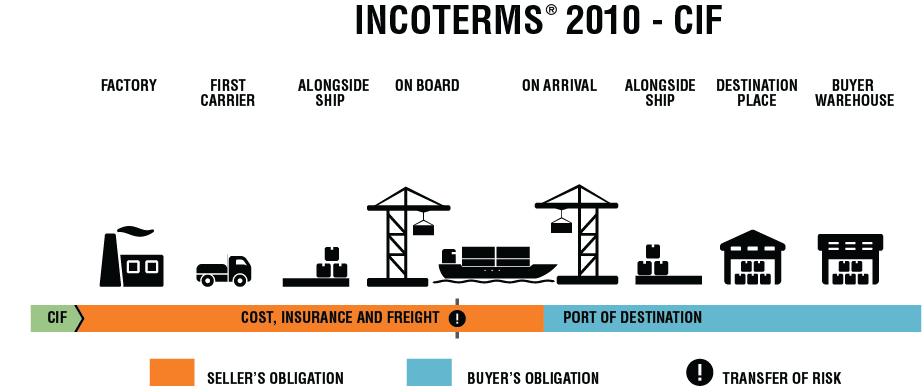 INCOTERMS® 2010 - CIF
FACTORY
FIRST
CARRIER
ALONGSIDE
SHIP
ON BOARD
ON ARRIVAL
ALONGSIDE
SHIP
DESTINATION
PLACE
BUYER
WAREHOUSE
CIF
COST, INSURANCE AND FREIGHT
!
PORT OF DESTINATION
SELLER'S OBLIGATION
BUYER'S OBLIGATION
! TRANSFER OF RISK